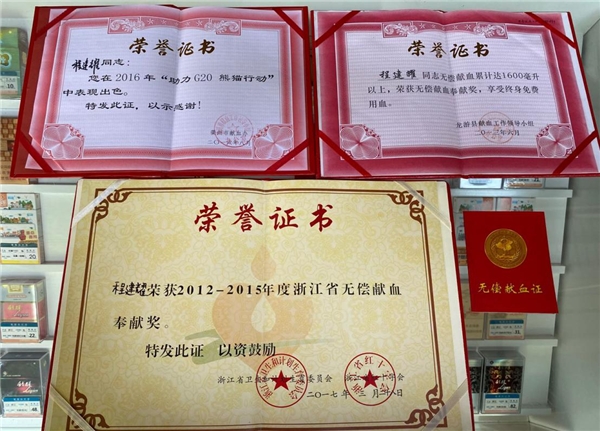 荣誉证书
程建耀同志:
您在2016年“助力G20 熊猫行动”
中表现出色。
特发此证,以示感谢!
荣誉证书
程建耀 同志无偿献血累计达1600毫升
以上,荣获无偿献血奉献奖,享受终身免费
用血。
龙游县献血工作领导小组
荣誉证书
程建耀荣获2012-2015年度浙江省无偿献血
奉献奖。
特发此证 以资鼓励
二〇一七年三月
无偿献血证